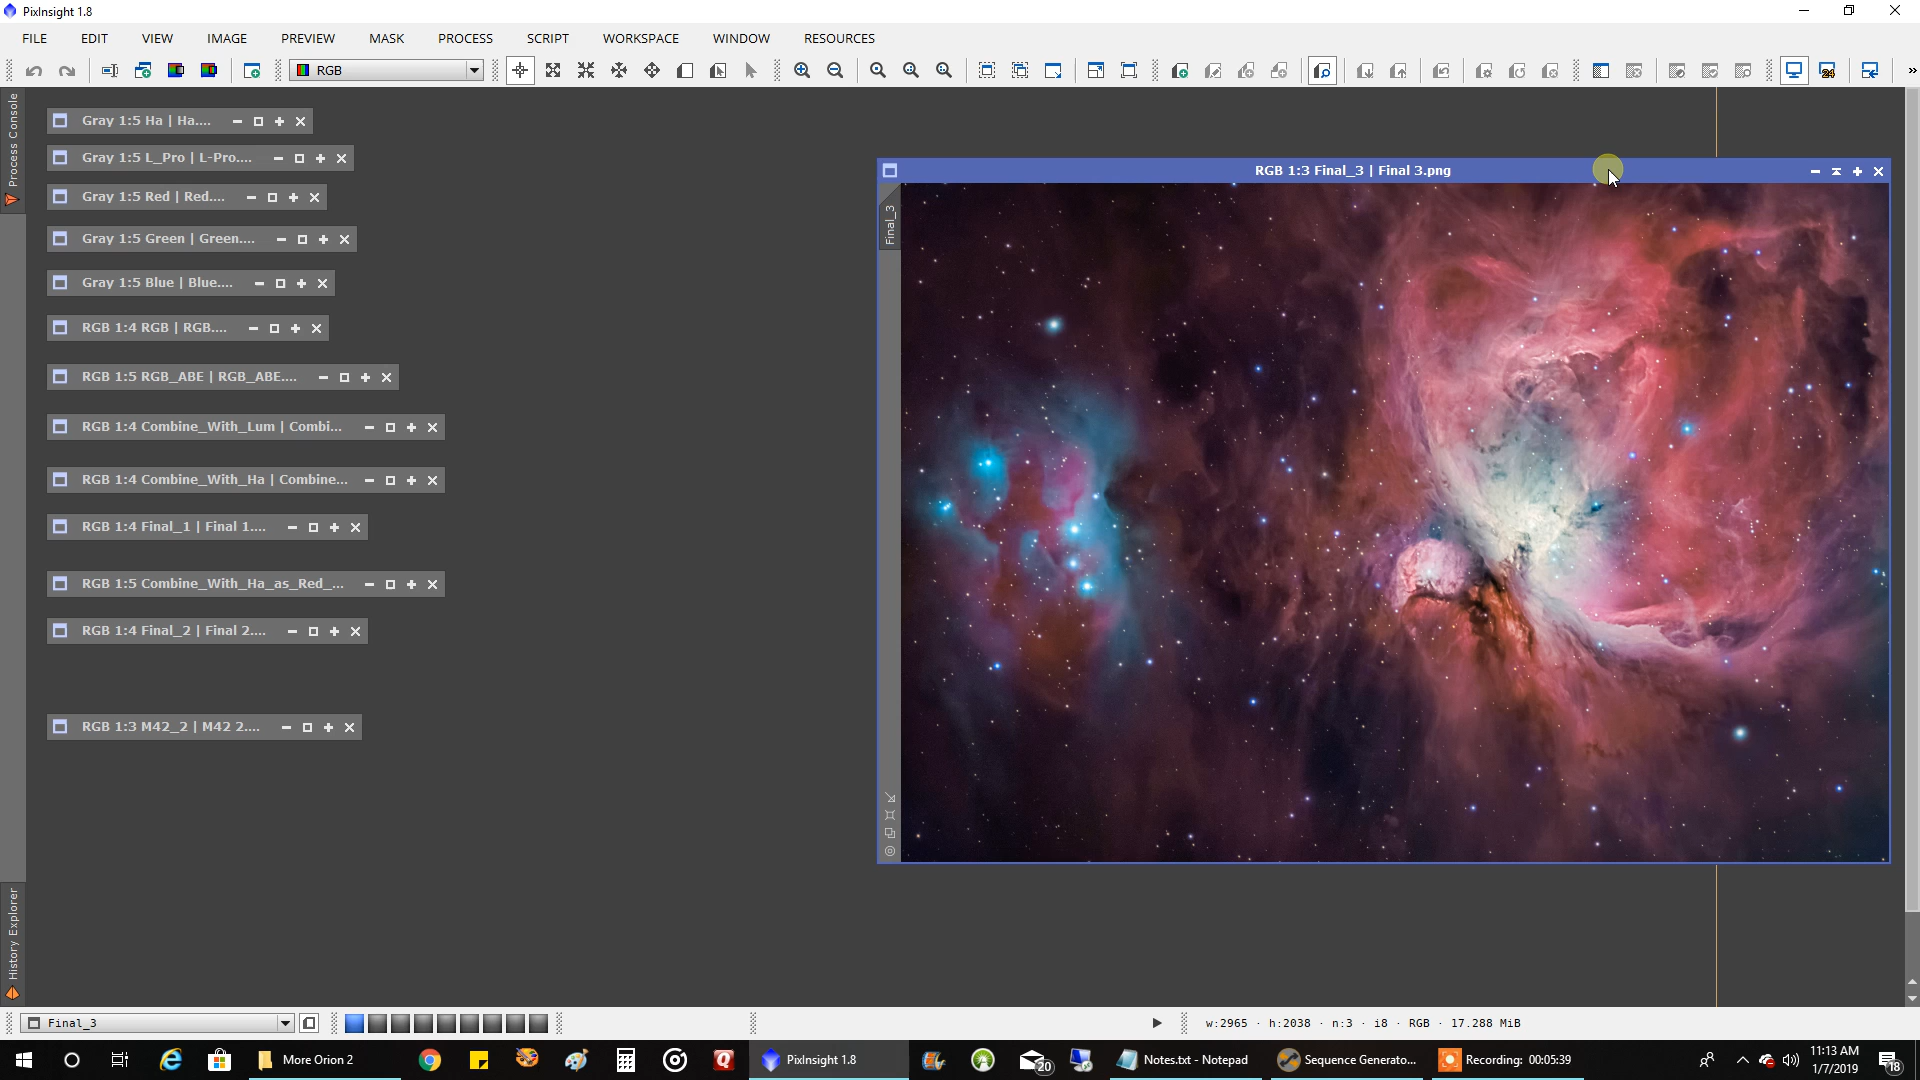 PixInsight 1.8
FILE EDIT VIEW IMAGE PREVIEW MASK PROCESS SCRIPT WORKSPACE WINDOW RESOURCES
RGB
24
Process Console
Gray 1:5 Ha | Ha....
Gray 1:5 L_Pro | L-Pro....
Gray 1:5 Red | Red....
Gray 1:5 Green | Green....
Gray 1:5 Blue | Blue....
RGB 1:4 RGB | RGB....
RGB 1:5 RGB_ABE | RGB_ABE....
RGB 1:4 Combine_With_Lum | Combi...
RGB 1:4 Combine_With_Ha | Combine...
RGB 1:4 Final_1 | Final 1....
RGB 1:5 Combine_With_Ha_as_Red_...
RGB 1:4 Final_2 | Final 2....
RGB 1:3 M42_2 | M42 2....
RGB 1:3 Final_3 | Final 3.png
Final_3
History Explorer
Final_3
w:2965 · h:2038 · n:3 · i8 · RGB · 17.288 MiB
More Orion 2
PixInsight 1.8
20
Notes.txt - Notepad
Sequence Generato...
Recording: 00:05:39
11:13 AM
1/7/2019
18